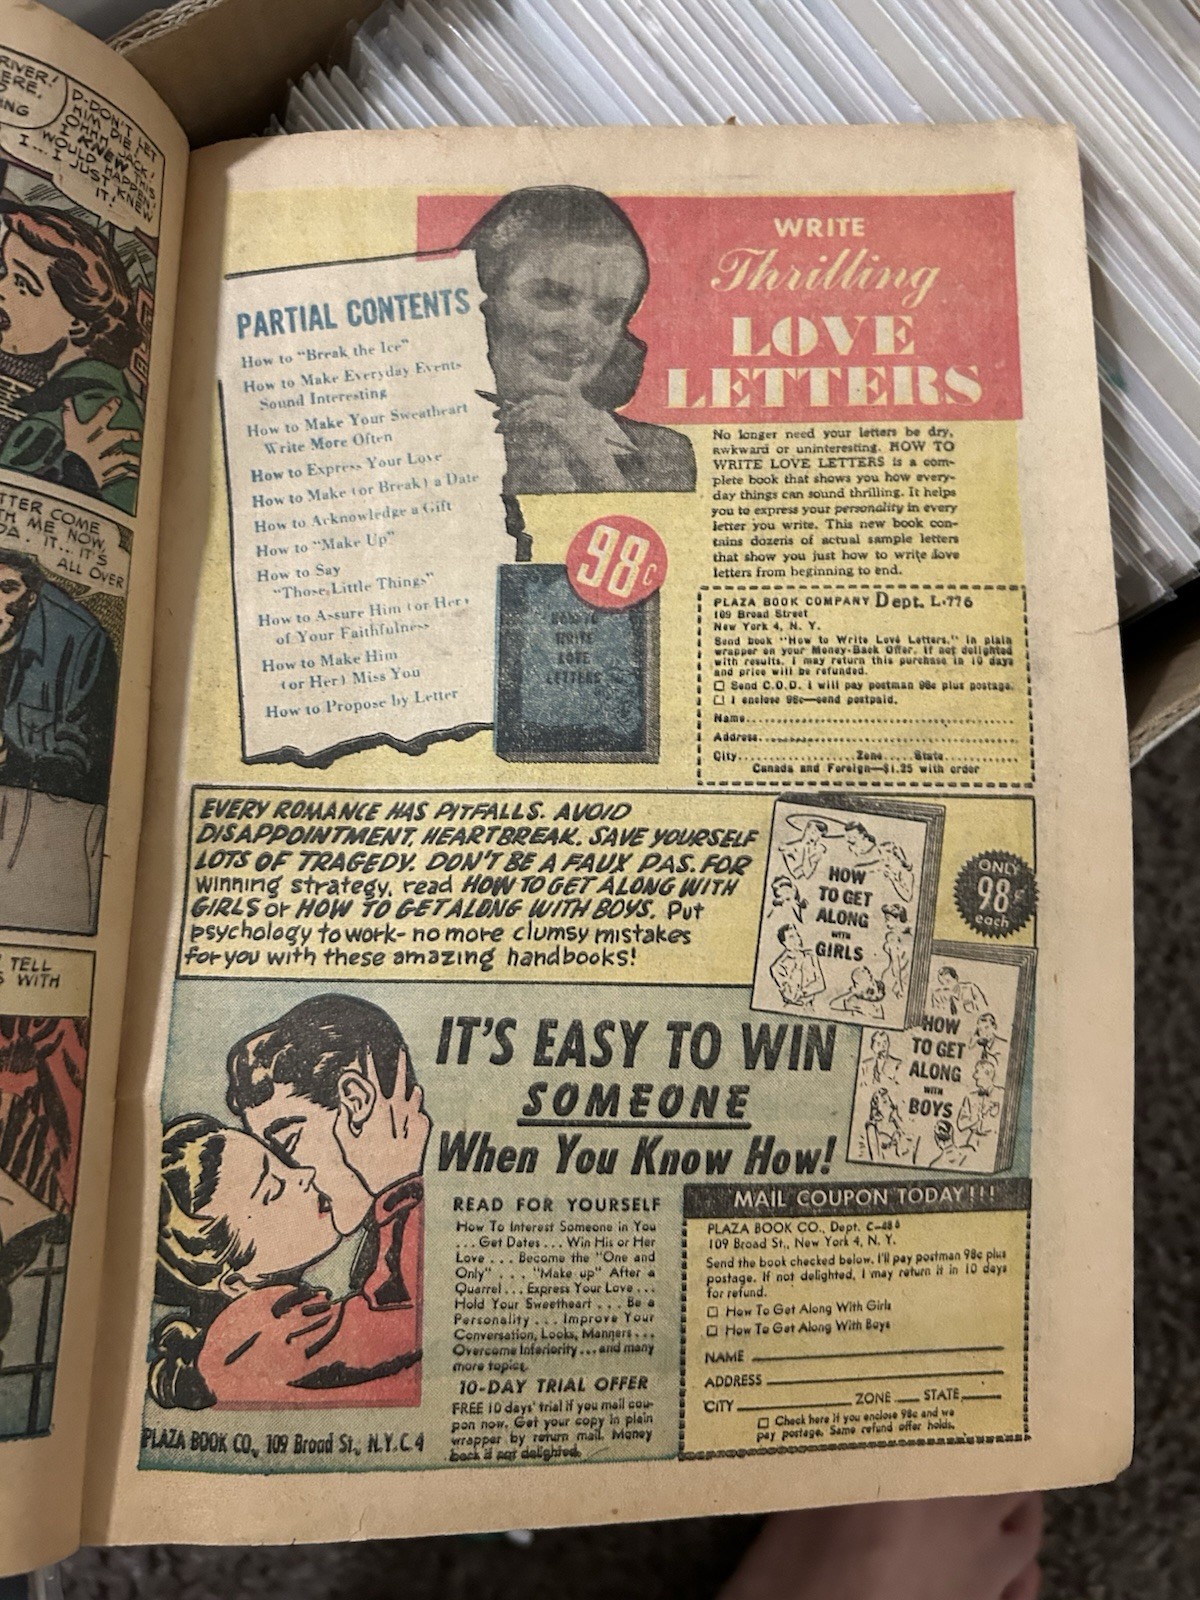 RIVER!
ERE,
ING
D-DON'T LET
HIM DIE!
OHHH, JACK!
I KNEW THIS
WOULD HAPPEN!
I... I JUST KNEW
IT!
TTER COME
TH ME NOW,
DA. IT... IT'S
ALL OVER
TELL
S WITH
WRITE
Thrilling
LOVE
LETTERS
PARTIAL CONTENTS
How to "Break the Ice"
How to Make Everyday Events
Sound Interesting
How to Make Your Sweetheart
Write More Often
How to Express Your Love
How to Make (or Break) a Date
How to Acknowledge a Gift
How to "Make Up"
How to Say
"Those Little Things"
How to Assure Him (or Her)
of Your Faithfulness
How to Make Him
(or Her) Miss You
How to Propose by Letter
No longer need your letters be dry,
awkward or uninteresting. HOW TO
WRITE LOVE LETTERS is a com-
plete book that shows you how every-
day things can sound thrilling. It helps
you to express your personality in every
letter you write. This new book con-
tains dozens of actual sample letters
that show you just how to write love
letters from beginning to end.
98c
HOW TO
WRITE
LOVE
LETTERS
PLAZA BOOK COMPANY Dept. L-776
109 Broad Street
New York 4, N. Y.
Send book "How to Write Love Letters," in plain
wrapper on your Money-Back Offer. If not delighted
with results, I may return this purchase in 10 days
and price will be refunded.
☐ Send C.O.D. I will pay postman 98c plus postage.
☐ I enclose 98c—send postpaid.
Name
Address
City Zone State
Canada and Foreign—$1.25 with order
EVERY ROMANCE HAS PITFALLS. AVOID
DISAPPOINTMENT, HEARTBREAK. SAVE YOURSELF
LOTS OF TRAGEDY. DON'T BE A FAUX PAS. FOR
winning strategy, read HOW TO GET ALONG WITH
GIRLS or HOW TO GET ALONG WITH BOYS. Put
psychology to work- no more clumsy mistakes
for you with these amazing handbooks!
HOW
TO GET
ALONG
WITH
GIRLS
ONLY
98¢
each
HOW
TO GET
ALONG
WITH
BOYS
IT'S EASY TO WIN
SOMEONE
When You Know How!
READ FOR YOURSELF
How To Interest Someone in You
... Get Dates ... Win His or Her
Love ... Become the "One and
Only" ... "Make up" After a
Quarrel ... Express Your Love ...
Hold Your Sweetheart ... Be a
Personality ... Improve Your
Conversation, Looks, Manners ...
Overcome Inferiority ... and many
more topics.
10-DAY TRIAL OFFER
FREE 10 days' trial if you mail cou-
pon now. Get your copy in plain
wrapper by return mail. Money
back if not delighted.
PLAZA BOOK CO., 109 Broad St., N.Y.C. 4
MAIL COUPON TODAY!!!
PLAZA BOOK CO., Dept.
109 Broad St., New York 4, N. Y.
Send the book checked below. I'll pay postman 98c plus
postage. If not delighted, I may return it in 10 days
for refund.
☐ How To Get Along With Girls
☐ How To Get Along With Boys
NAME
ADDRESS
CITY ZONE STATE
☐ Check here if you enclose 98c and we
pay postage. Same refund offer holds.